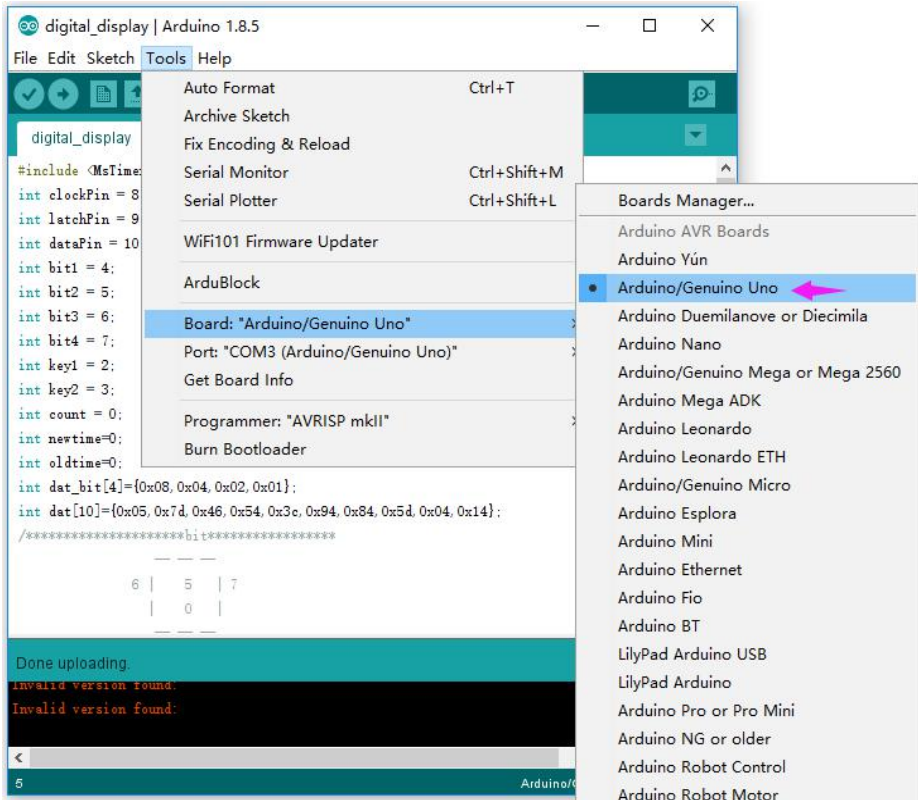 digital_display | Arduino 1.8.5
File Edit Sketch Tools Help
digital_display
Auto Format Ctrl+T
Archive Sketch
Fix Encoding & Reload
Serial Monitor Ctrl+Shift+M
Serial Plotter Ctrl+Shift+L
WiFi101 Firmware Updater
ArduBlock
Board: "Arduino/Genuino Uno"
Port: "COM3 (Arduino/Genuino Uno)"
Get Board Info
Programmer: "AVRISP mkII"
Burn Bootloader
Boards Manager...
Arduino AVR Boards
Arduino Yún
Arduino/Genuino Uno
Arduino Duemilanove or Diecimila
Arduino Nano
Arduino/Genuino Mega or Mega 2560
Arduino Mega ADK
Arduino Leonardo
Arduino Leonardo ETH
Arduino/Genuino Micro
Arduino Esplora
Arduino Mini
Arduino Ethernet
Arduino Fio
Arduino BT
LilyPad Arduino USB
LilyPad Arduino
Arduino Pro or Pro Mini
Arduino NG or older
Arduino Robot Control
Arduino Robot Motor
#include <MsTime
int clockPin = 8
int latchPin = 9
int dataPin = 10
int bit1 = 4;
int bit2 = 5;
int bit3 = 6;
int bit4 = 7;
int key1 = 2;
int key2 = 3;
int count = 0;
int newtime=0;
int oldtime=0;
int dat_bit[4]={0x08,0x04,0x02,0x01};
int dat[10]={0x05,0x7d,0x46,0x54,0x3c,0x94,0x84,0x5d,0x04,0x14};
/*********************bit*****************
— — —
6 | 5 | 7
| 0 |
— — —
Done uploading.
Invalid version found:
Invalid version found:
5 Arduino/